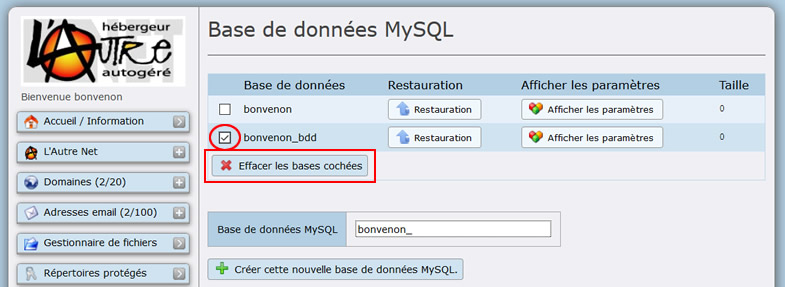 hébergeur
L'AUTRE
autogéré
Bienvenue bonvenon
Accueil / Information
L'Autre Net
Domaines (2/20)
Adresses email (2/100)
Gestionnaire de fichiers
Répertoires protégés
Base de données MySQL
Base de données Restauration Afficher les paramètres Taille
bonvenon Restauration Afficher les paramètres 0
bonvenon_bdd Restauration Afficher les paramètres 0
Effacer les bases cochées
Base de données MySQL bonvenon_
Créer cette nouvelle base de données MySQL.